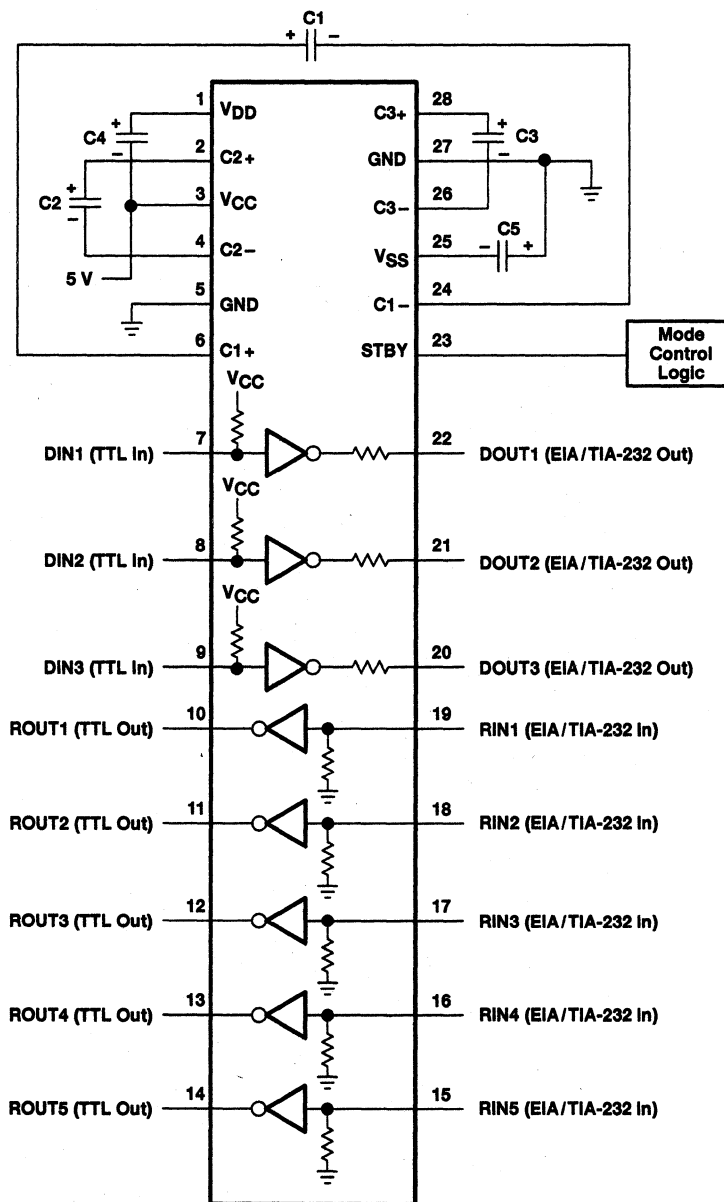 C1
+ −
1 VDD C3+ 28
+ C4 −
+ C3 −
2 C2+ GND 27
+ C2 −
3 VCC C3− 26
4 C2− VSS 25
− C5 +
5 V
5 GND C1− 24
6 C1+ STBY 23
Mode
Control
Logic
VCC
DIN1 (TTL In) 7 22 DOUT1 (EIA/TIA-232 Out)
VCC
DIN2 (TTL In) 8 21 DOUT2 (EIA/TIA-232 Out)
VCC
DIN3 (TTL In) 9 20 DOUT3 (EIA/TIA-232 Out)
ROUT1 (TTL Out) 10 19 RIN1 (EIA/TIA-232 In)
ROUT2 (TTL Out) 11 18 RIN2 (EIA/TIA-232 In)
ROUT3 (TTL Out) 12 17 RIN3 (EIA/TIA-232 In)
ROUT4 (TTL Out) 13 16 RIN4 (EIA/TIA-232 In)
ROUT5 (TTL Out) 14 15 RIN5 (EIA/TIA-232 In)